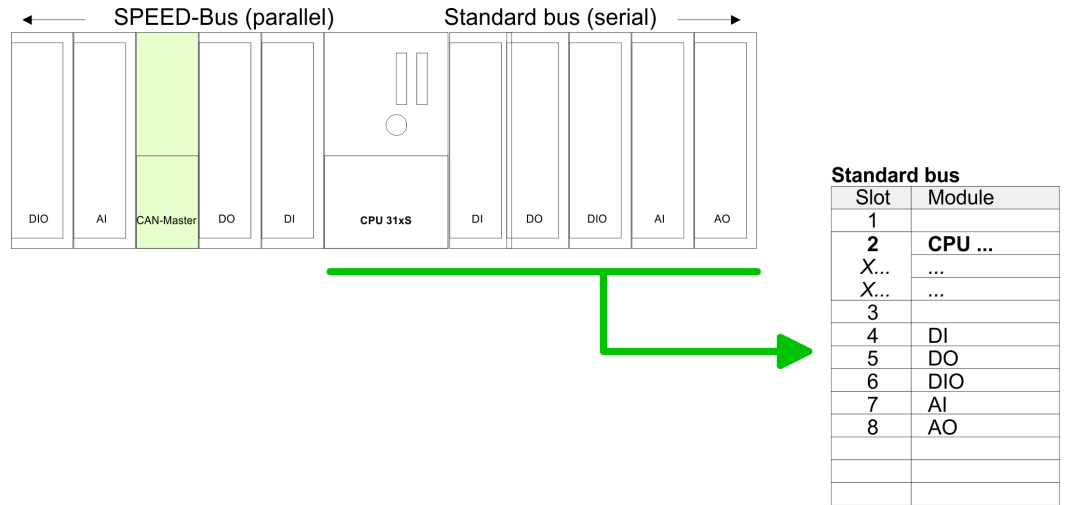 SPEED-Bus (parallel) Standard bus (serial)
DIO AI CAN-Master DO DI CPU 31xS DI DO DIO AI AO
Standard bus
Slot Module
1
2 CPU ...
X... ...
X... ...
3
4 DI
5 DO
6 DIO
7 AI
8 AO